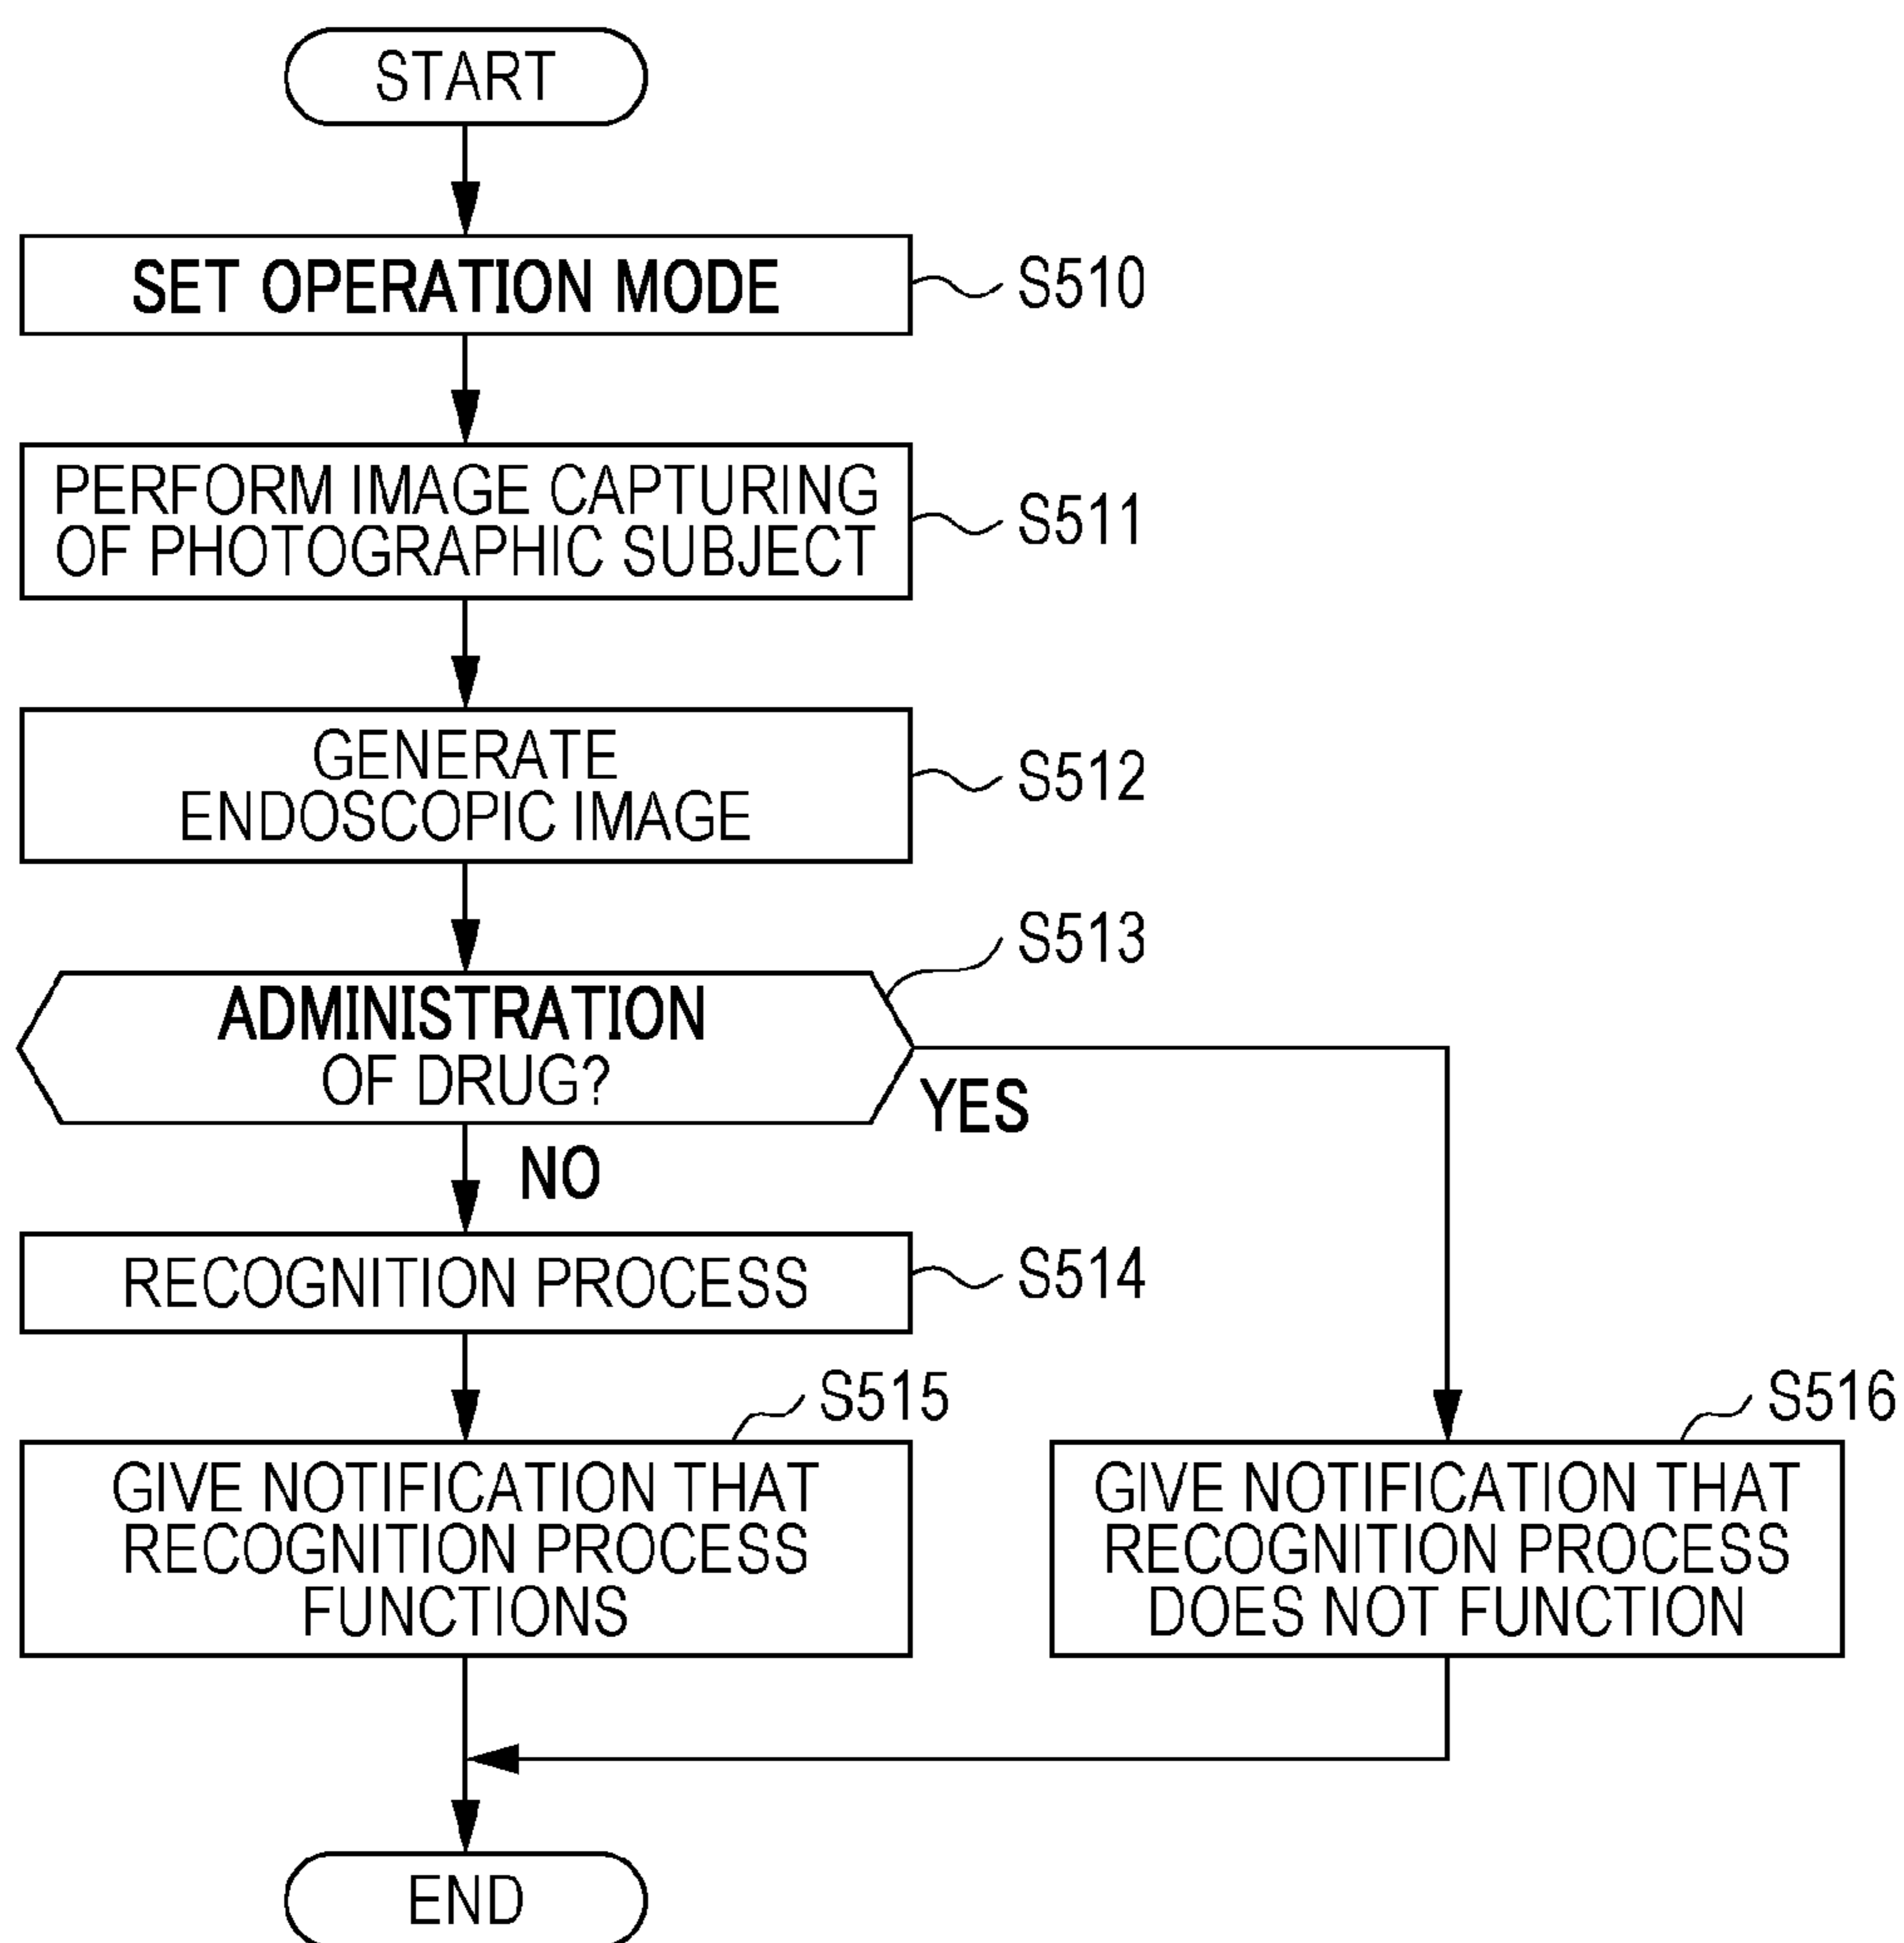 START
SET OPERATION MODE
S510
PERFORM IMAGE CAPTURING
OF PHOTOGRAPHIC SUBJECT
S511
GENERATE
ENDOSCOPIC IMAGE
S512
S513
ADMINISTRATION
OF DRUG?
YES
NO
RECOGNITION PROCESS
S514
S515
GIVE NOTIFICATION THAT
RECOGNITION PROCESS
FUNCTIONS
S516
GIVE NOTIFICATION THAT
RECOGNITION PROCESS
DOES NOT FUNCTION
END